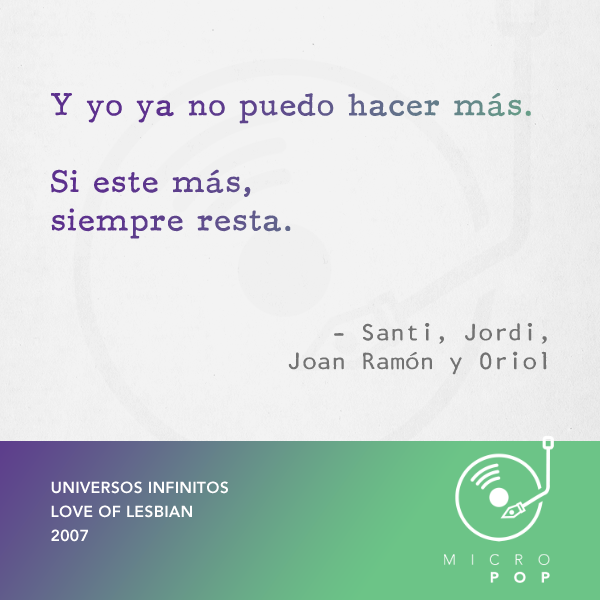 Y yo ya no puedo hacer más.
Si este más,
siempre resta.
– Santi, Jordi,
Joan Ramón y Oriol
UNIVERSOS INFINITOS
LOVE OF LESBIAN
2007
MICRO
POP